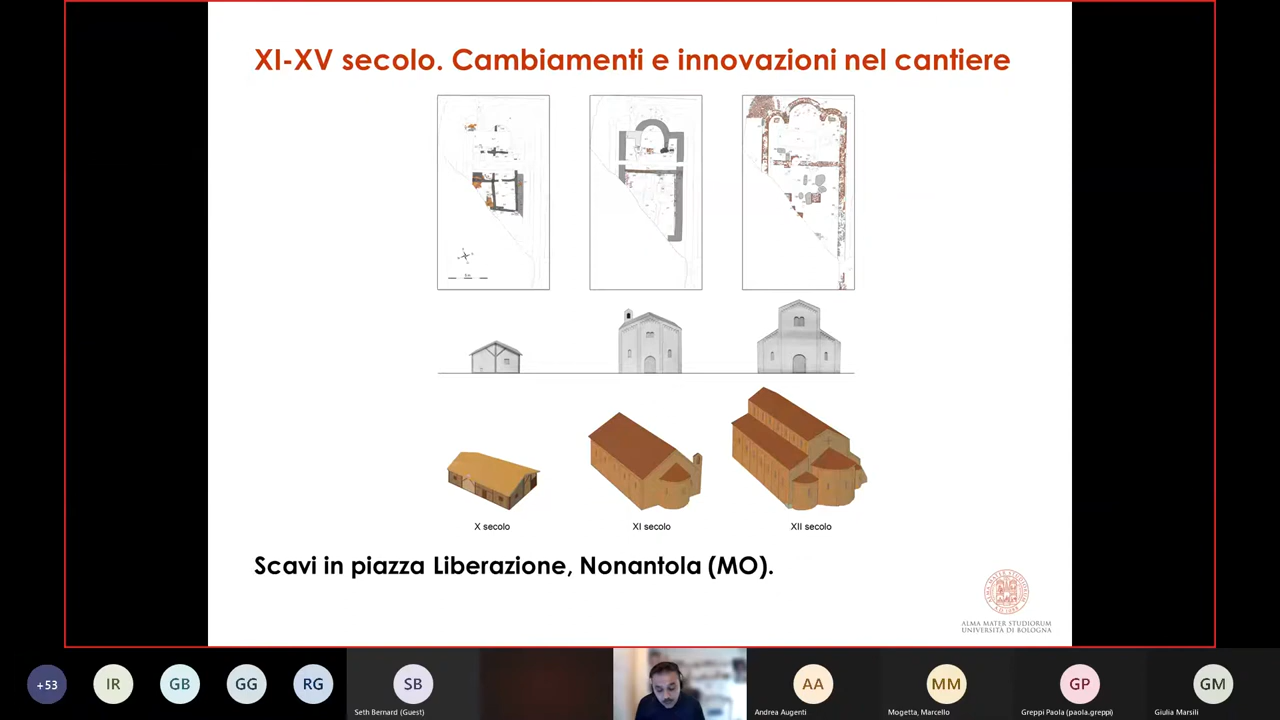 XI-XV secolo. Cambiamenti e innovazioni nel cantiere
X secolo
XI secolo
XII secolo
Scavi in piazza Liberazione, Nonantola (MO).
ALMA MATER STUDIORUM
UNIVERSITÀ DI BOLOGNA
+53
IR
GB
GG
RG
SB
AA
MM
GP
GM
Seth Bernard (Guest)
Andrea Augenti
Mogetta, Marcello
Greppi Paola (paola.greppi)
Giulia Marsili